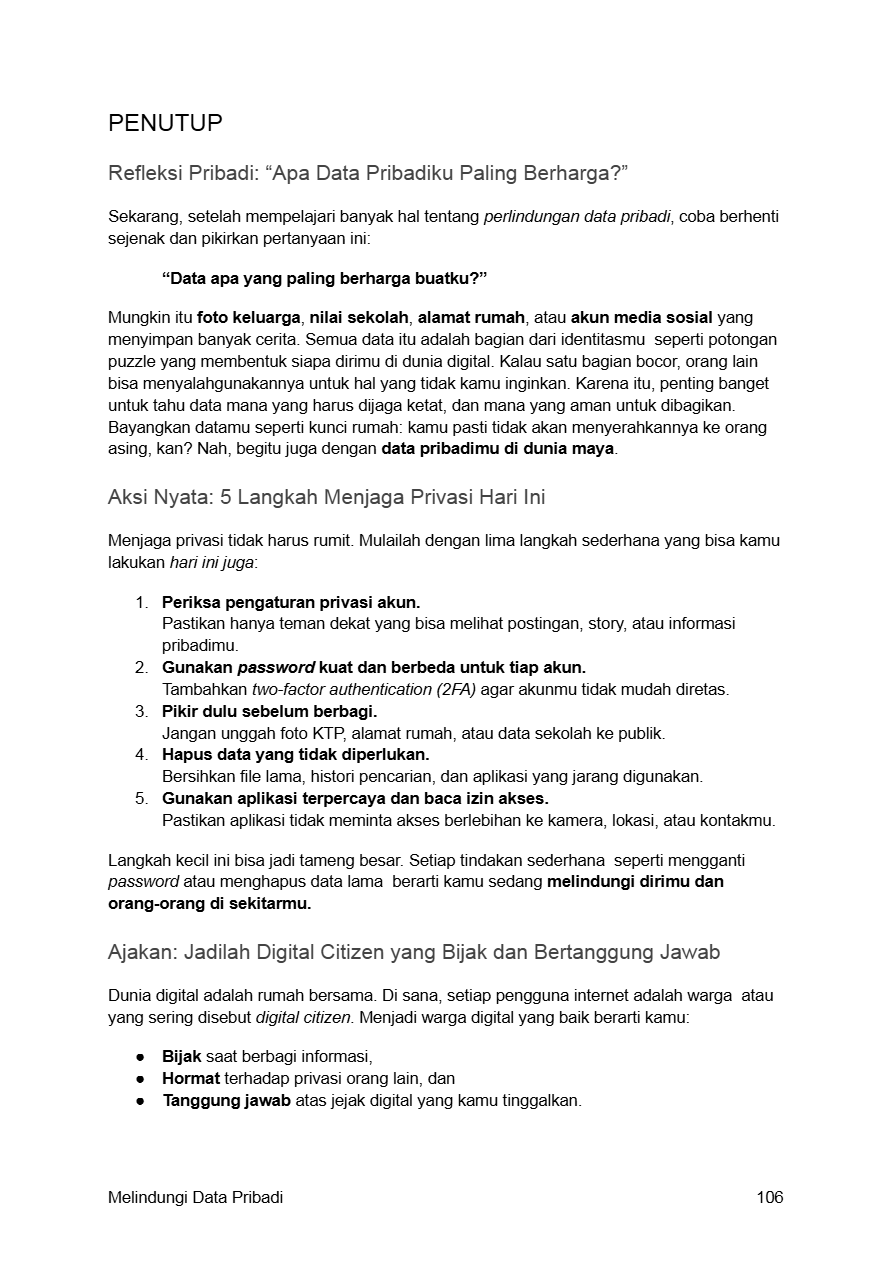 PENUTUP
Refleksi Pribadi: “Apa Data Pribadiku Paling Berharga?”
Sekarang, setelah mempelajari banyak hal tentang perlindungan data pribadi, coba berhenti
sejenak dan pikirkan pertanyaan ini:
“Data apa yang paling berharga buatku?”
Mungkin itu foto keluarga, nilai sekolah, alamat rumah, atau akun media sosial yang
menyimpan banyak cerita. Semua data itu adalah bagian dari identitasmu  seperti potongan
puzzle yang membentuk siapa dirimu di dunia digital. Kalau satu bagian bocor, orang lain
bisa menyalahgunakannya untuk hal yang tidak kamu inginkan. Karena itu, penting banget
untuk tahu data mana yang harus dijaga ketat, dan mana yang aman untuk dibagikan.
Bayangkan datamu seperti kunci rumah: kamu pasti tidak akan menyerahkannya ke orang
asing, kan? Nah, begitu juga dengan data pribadimu di dunia maya.
Aksi Nyata: 5 Langkah Menjaga Privasi Hari Ini
Menjaga privasi tidak harus rumit. Mulailah dengan lima langkah sederhana yang bisa kamu
lakukan hari ini juga:
1. Periksa pengaturan privasi akun.
Pastikan hanya teman dekat yang bisa melihat postingan, story, atau informasi
pribadimu.
2. Gunakan password kuat dan berbeda untuk tiap akun.
Tambahkan two-factor authentication (2FA) agar akunmu tidak mudah diretas.
3. Pikir dulu sebelum berbagi.
Jangan unggah foto KTP, alamat rumah, atau data sekolah ke publik.
4. Hapus data yang tidak diperlukan.
Bersihkan file lama, histori pencarian, dan aplikasi yang jarang digunakan.
5. Gunakan aplikasi terpercaya dan baca izin akses.
Pastikan aplikasi tidak meminta akses berlebihan ke kamera, lokasi, atau kontakmu.
Langkah kecil ini bisa jadi tameng besar. Setiap tindakan sederhana  seperti mengganti
password atau menghapus data lama  berarti kamu sedang melindungi dirimu dan
orang-orang di sekitarmu.
Ajakan: Jadilah Digital Citizen yang Bijak dan Bertanggung Jawab
Dunia digital adalah rumah bersama. Di sana, setiap pengguna internet adalah warga  atau
yang sering disebut digital citizen. Menjadi warga digital yang baik berarti kamu:
● Bijak saat berbagi informasi,
● Hormat terhadap privasi orang lain, dan
● Tanggung jawab atas jejak digital yang kamu tinggalkan.
Melindungi Data Pribadi 106